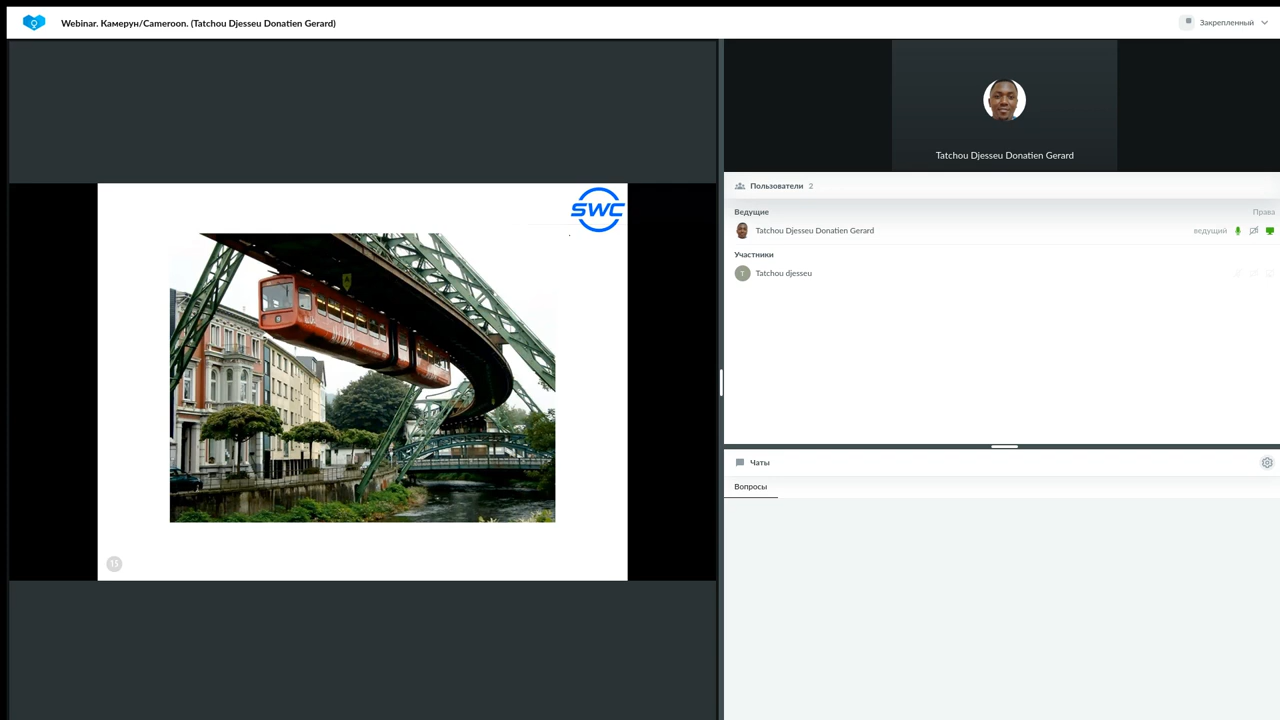 Webinar. Камерун/Cameroon. (Tatchou Djesseu Donatien Gerard)
Закрепленный
SWC
13
Tatchou Djesseu Donatien Gerard
Пользователи 2
Ведущие Права
Tatchou Djesseu Donatien Gerard ведущий
Участники
T Tatchou djesseu
Чаты
Вопросы